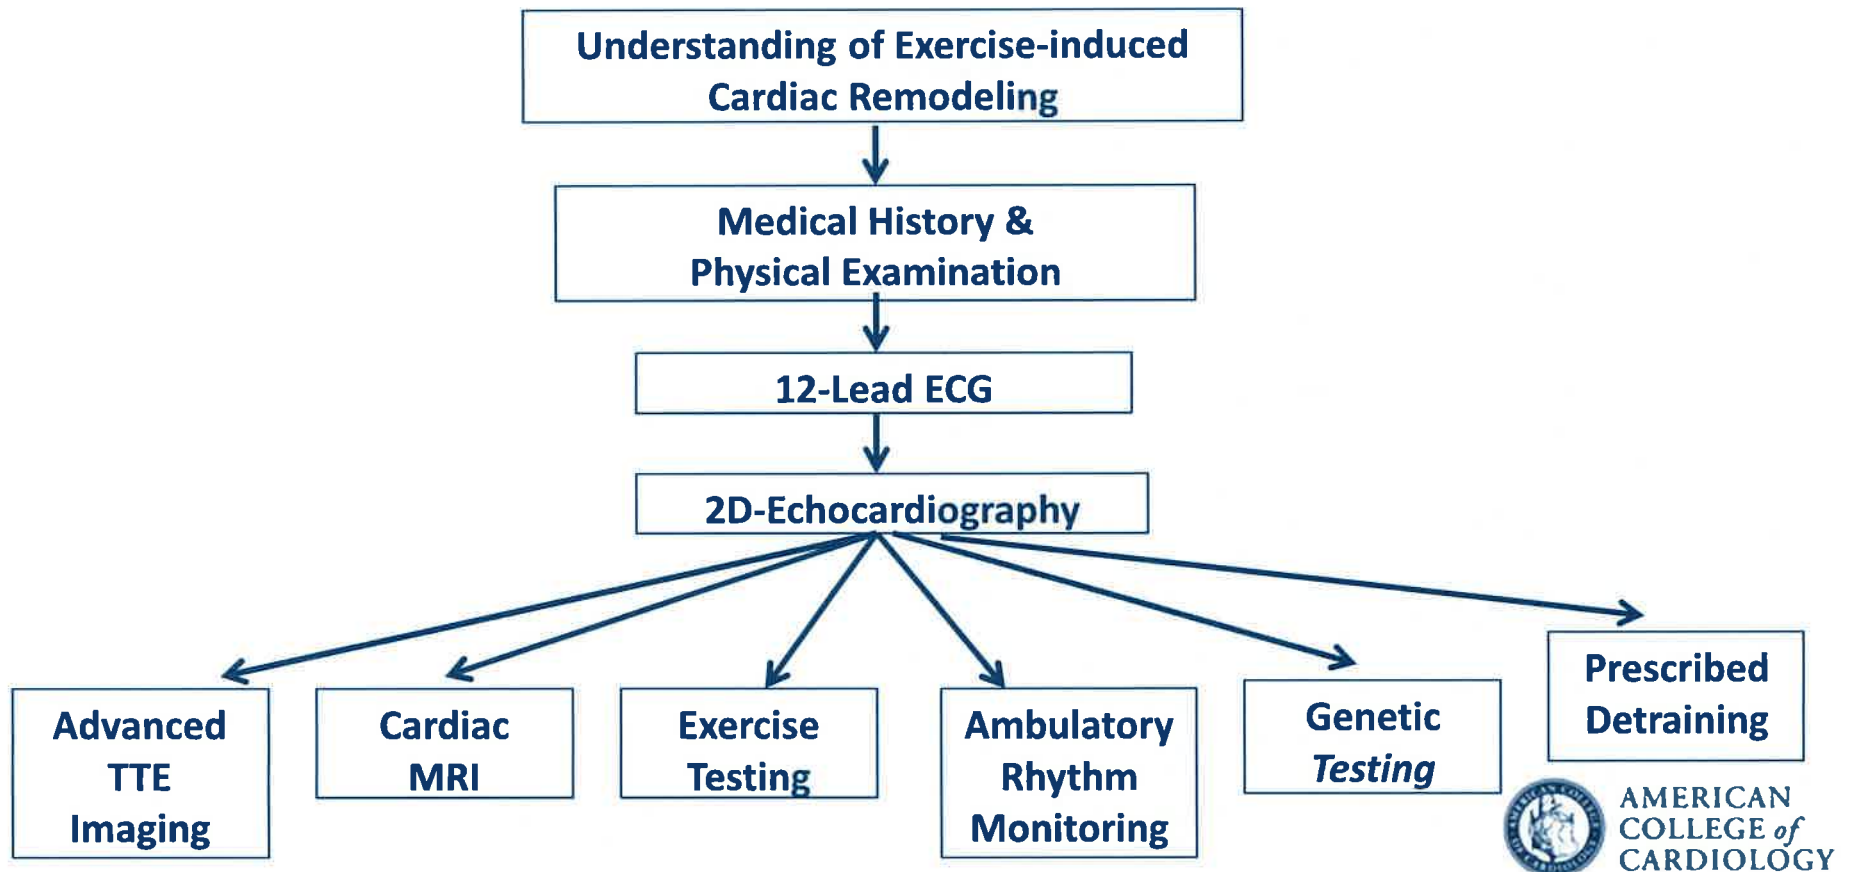 Understanding of Exercise-induced
Cardiac Remodeling
Medical History &
Physical Examination
12-Lead ECG
2D-Echocardiography
Advanced
TTE
Imaging
Cardiac
MRI
Exercise
Testing
Ambulatory
Rhythm
Monitoring
Genetic
Testing
Prescribed
Detraining
AMERICAN
COLLEGE of
CARDIOLOGY